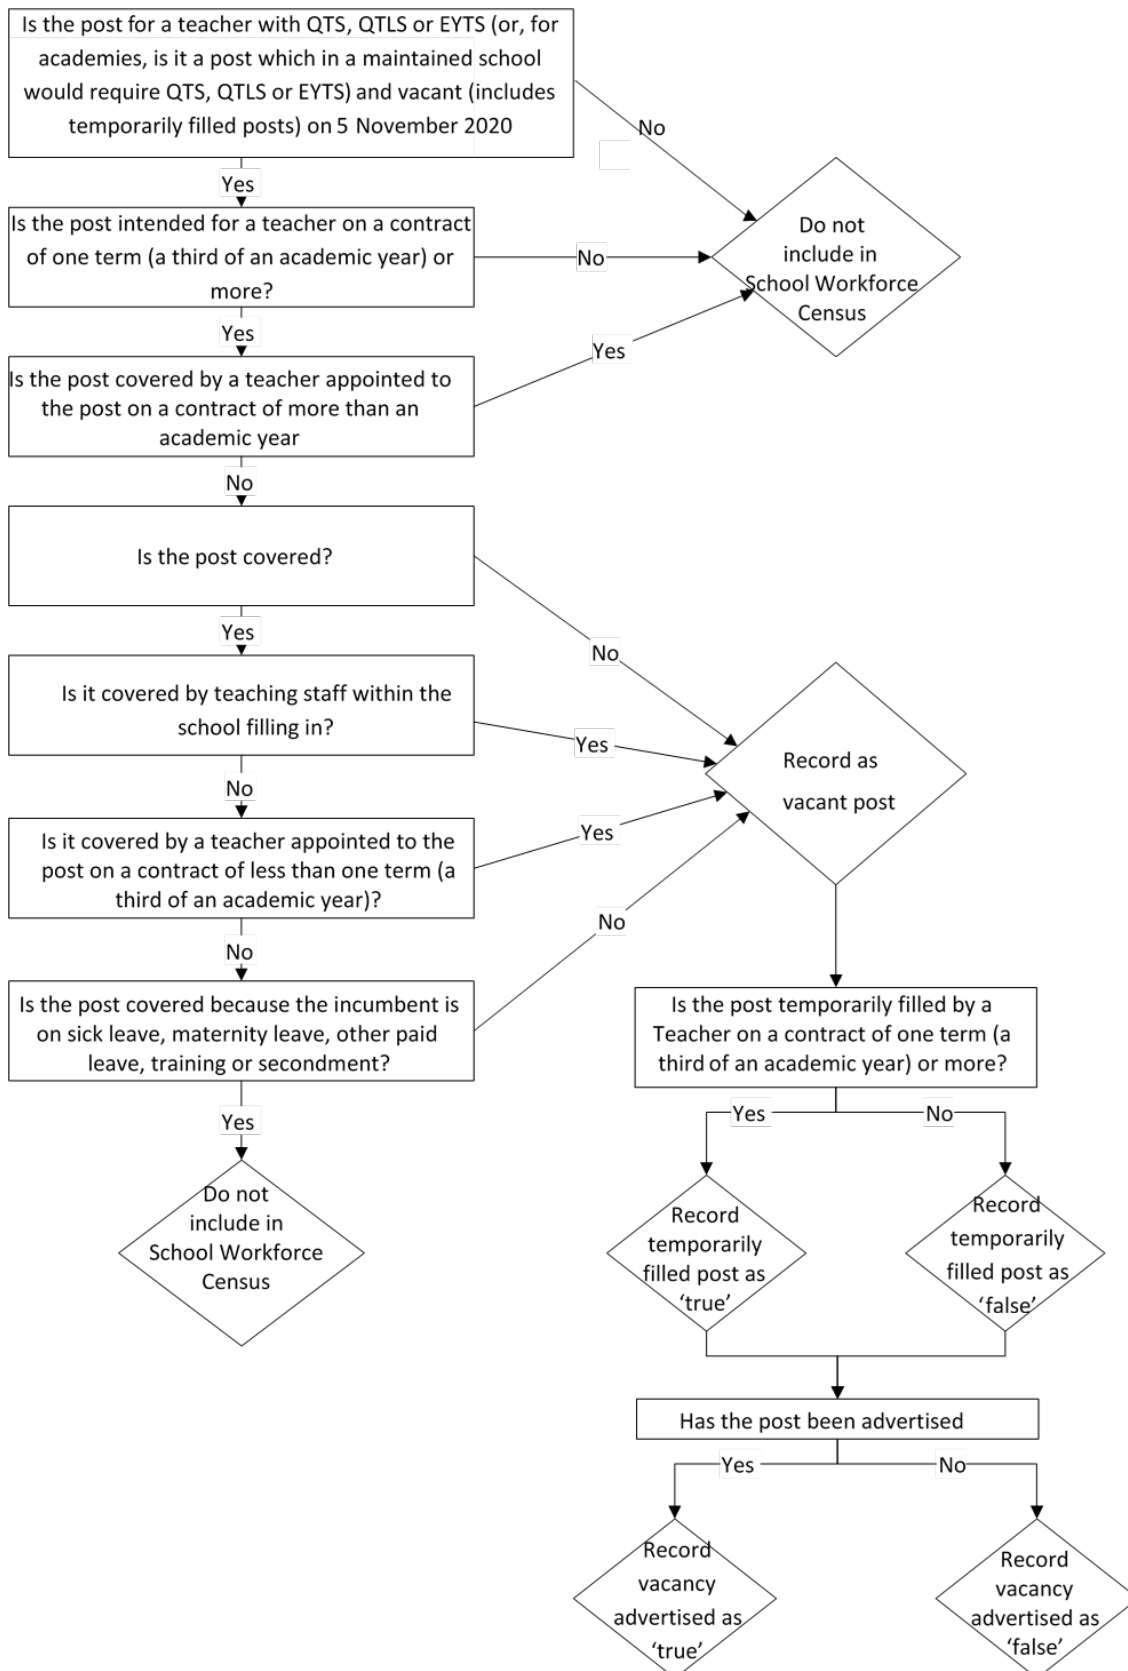 Is the post for a teacher with QTS, QTLS or EYTS (or, for
academies, is it a post which in a maintained school
would require QTS, QTLS or EYTS) and vacant (includes
temporarily filled posts) on 5 November 2020
No
Yes
Is the post intended for a teacher on a contract
of one term (a third of an academic year) or
more?
No
Do not
include in
School Workforce
Census
Yes
Is the post covered by a teacher appointed to
the post on a contract of more than an
academic year
Yes
No
Is the post covered?
No
Yes
Is it covered by teaching staff within the
school filling in?
Yes
Record as
vacant post
No
Is it covered by a teacher appointed to the
post on a contract of less than one term (a
third of an academic year)?
Yes
No
Is the post covered because the incumbent is
on sick leave, maternity leave, other paid
leave, training or secondment?
No
Yes
Do not
include in
School Workforce
Census
Is the post temporarily filled by a
Teacher on a contract of one term (a
third of an academic year) or more?
Yes
No
Record
temporarily
filled post as
‘true’
Record
temporarily
filled post as
‘false’
Has the post been advertised
Yes
No
Record
vacancy
advertised as
‘true’
Record
vacancy
advertised as
‘false’